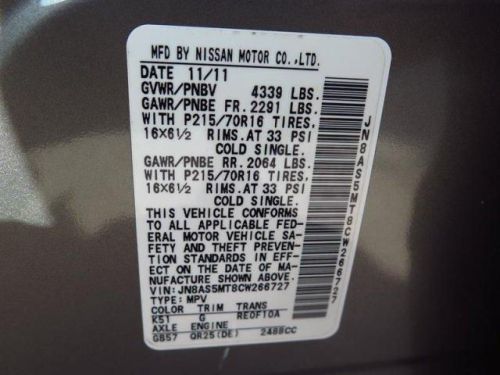 MFD BY NISSAN MOTOR CO.,LTD.
DATE 11/11
GVWR/PNBV 4339 LBS.
GAWR/PNBE FR. 2291 LBS.
WITH P215/70R16 TIRES,
16X6½ RIMS.AT 33 PSI
COLD SINGLE.
GAWR/PNBE RR. 2064 LBS.
WITH P215/70R16 TIRES,
16X6½ RIMS.AT 33 PSI
COLD SINGLE.
THIS VEHICLE CONFORMS
TO ALL APPLICABLE FED-
ERAL MOTOR VEHICLE SA-
FETY AND THEFT PREVEN-
TION STANDARDS IN EFF-
ECT ON THE DATE OF MA-
NUFACTURE SHOWN ABOVE.
VIN:JN8AS5MT8CW266727
TYPE: MPV
COLOR TRIM TRANS
K51 G RE0F10A
AXLE ENGINE
GB57 QR25(DE) 2488CC
JN8AS5MT8CW266727